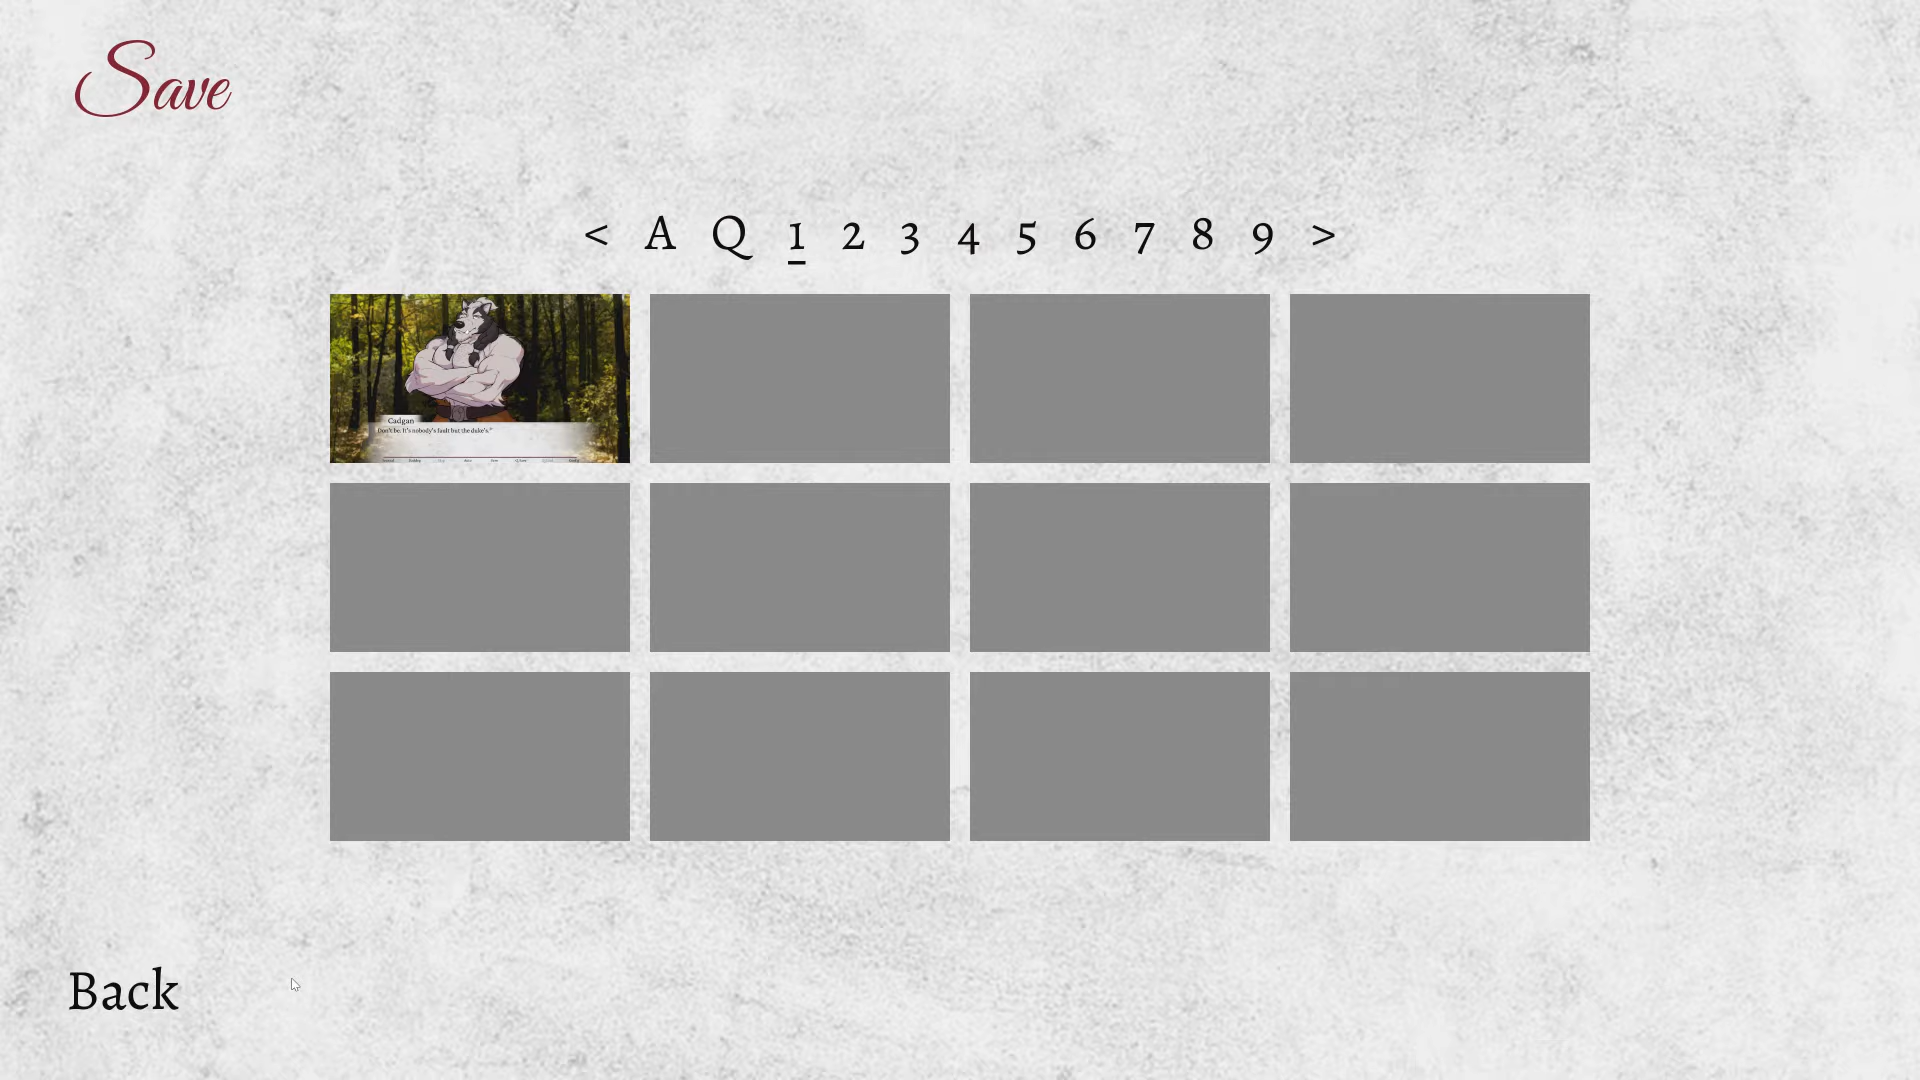 Save
< A Q 1 2 3 4 5 6 7 8 9 >
Cadgan
Don't be. It's nobody's fault but the duke's."
Back